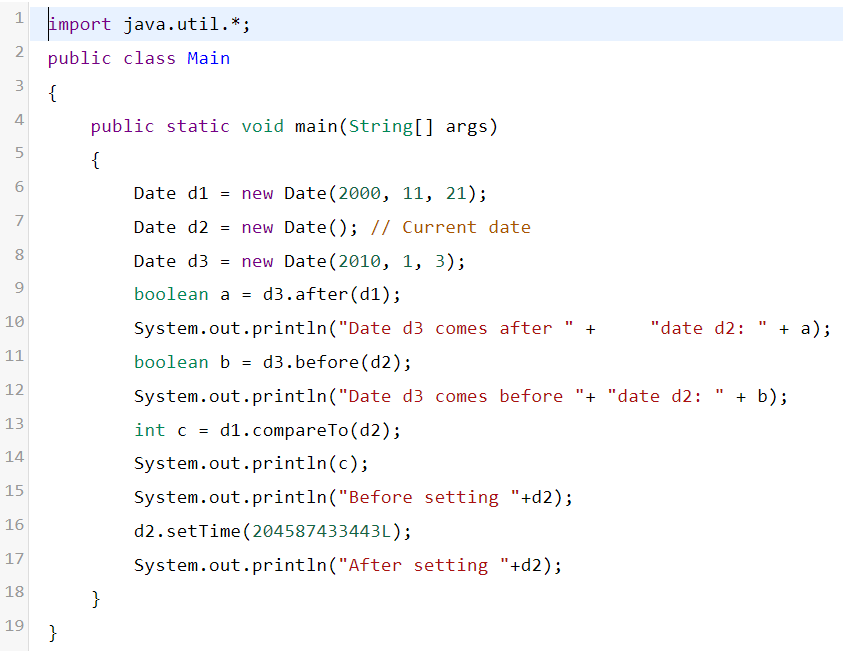 1 import java.util.*;
2 public class Main
3 {
4     public static void main(String[] args)
5     {
6         Date d1 = new Date(2000, 11, 21);
7         Date d2 = new Date(); // Current date
8         Date d3 = new Date(2010, 1, 3);
9         boolean a = d3.after(d1);
10         System.out.println("Date d3 comes after " +     "date d2: " + a);
11         boolean b = d3.before(d2);
12         System.out.println("Date d3 comes before "+ "date d2: " + b);
13         int c = d1.compareTo(d2);
14         System.out.println(c);
15         System.out.println("Before setting "+d2);
16         d2.setTime(204587433443L);
17         System.out.println("After setting "+d2);
18     }
19 }